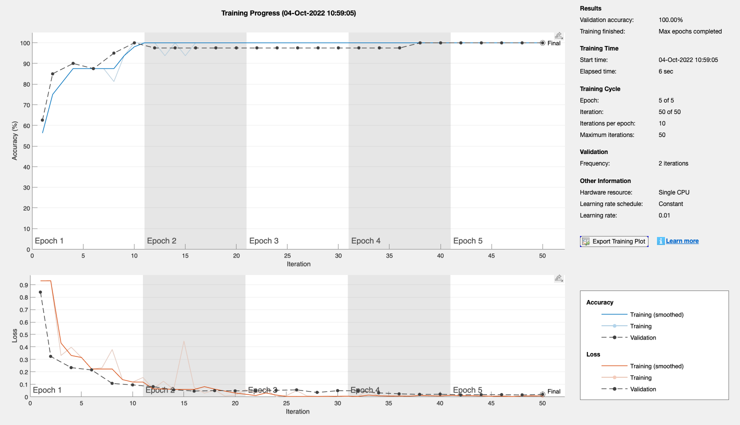 Training Progress (04-Oct-2022 10:59:05)
100
90
80
70
60
50
40
30
20
10
0
Accuracy (%)
Final
Epoch 1
Epoch 2
Epoch 3
Epoch 4
Epoch 5
0 5 10 15 20 25 30 35 40 45 50
Iteration
0.9
0.8
0.7
0.6
0.5
0.4
0.3
0.2
0.1
0
Loss
Final
Epoch 1
Epoch 2
Epoch 3
Epoch 4
Epoch 5
0 5 10 15 20 25 30 35 40 45 50
Iteration
Results
Validation accuracy: 100.00%
Training finished: Max epochs completed
Training Time
Start time: 04-Oct-2022 10:59:05
Elapsed time: 6 sec
Training Cycle
Epoch: 5 of 5
Iteration: 50 of 50
Iterations per epoch: 10
Maximum iterations: 50
Validation
Frequency: 2 iterations
Other Information
Hardware resource: Single CPU
Learning rate schedule: Constant
Learning rate: 0.01
Export Training Plot
Learn more
Accuracy
Training (smoothed)
Training
Validation
Loss
Training (smoothed)
Training
Validation